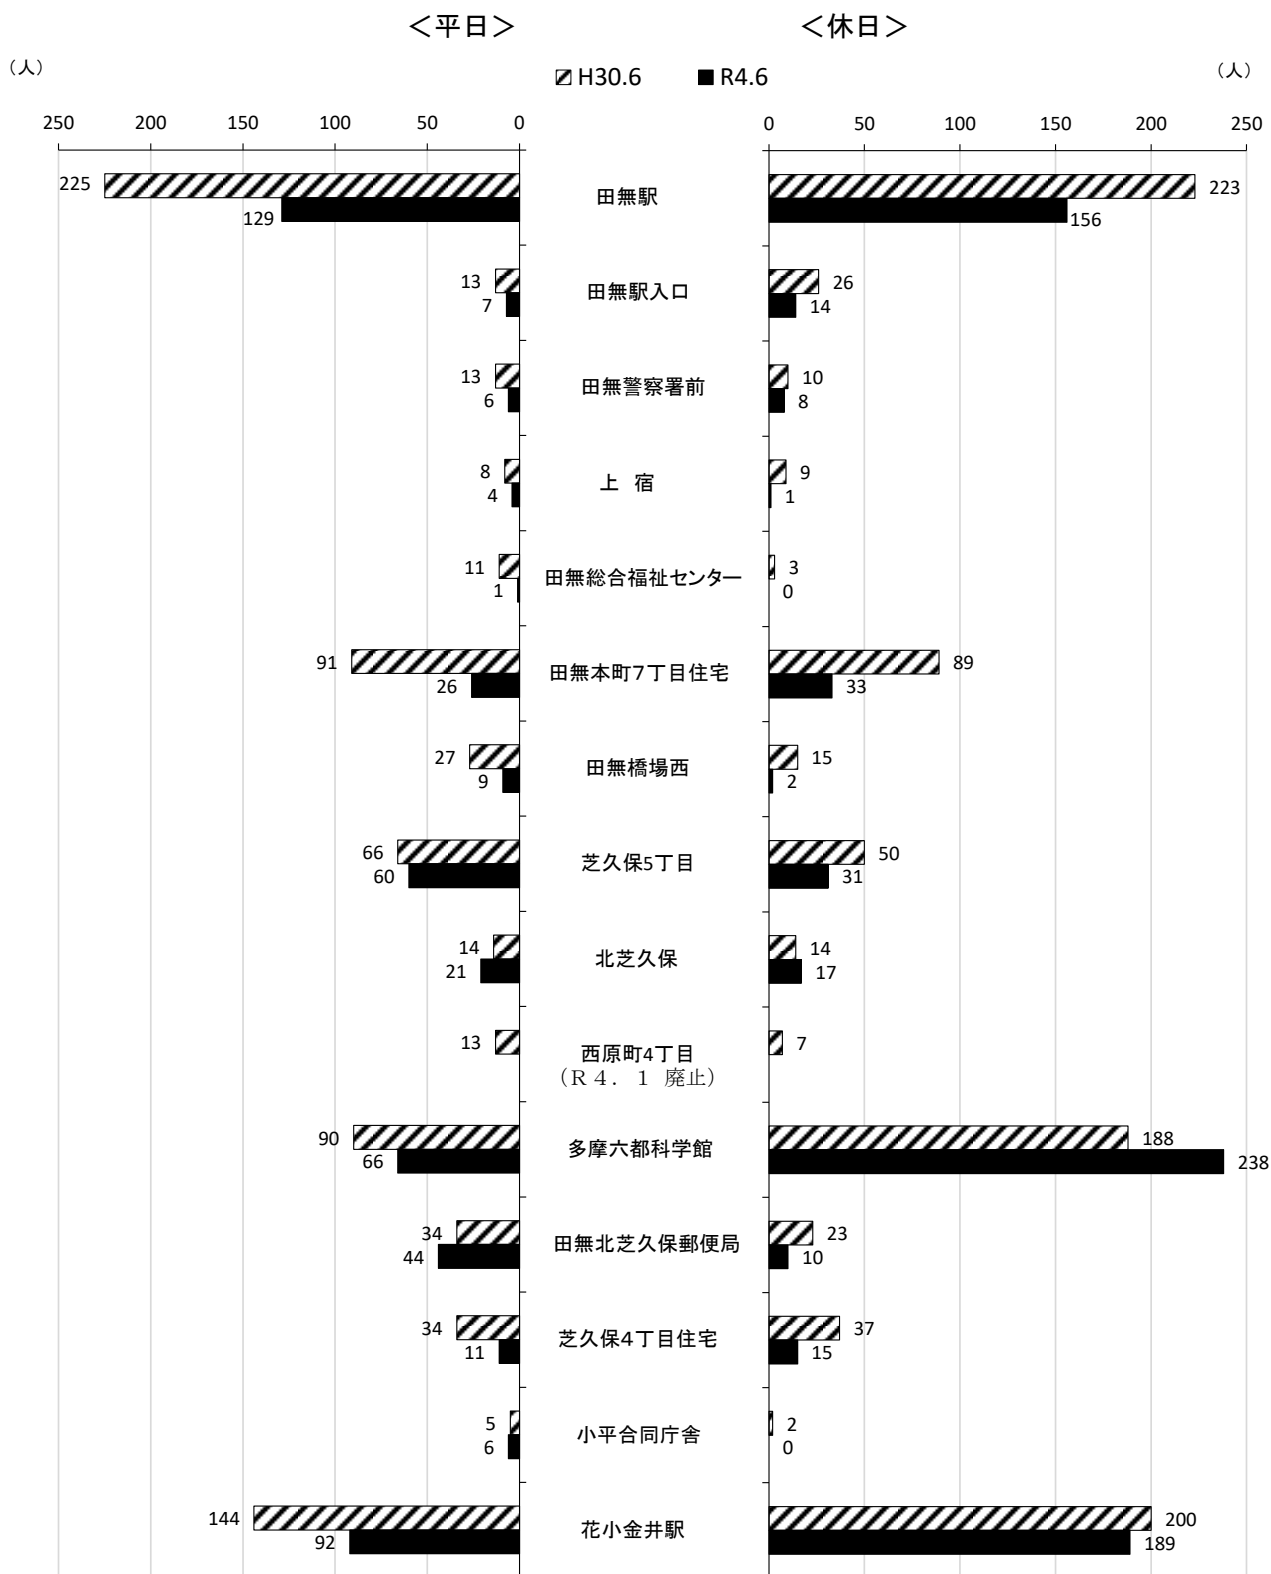 ＜平日＞ ＜休日＞
（人） （人）
H30.6 R4.6
250 200 150 100 50 0 0 50 100 150 200 250
225 田無駅 223
129 156
13 田無駅入口 26
7 14
13 田無警察署前 10
6 8
8 上　宿 9
4 1
11 田無総合福祉センター 3
1 0
91 田無本町7丁目住宅 89
26 33
27 田無橋場西 15
9 2
66 芝久保5丁目 50
60 31
14 北芝久保 14
21 17
13 西原町4丁目 7
（Ｒ４．１ 廃止）
90 多摩六都科学館 188
66 238
34 田無北芝久保郵便局 23
44 10
34 芝久保4丁目住宅 37
11 15
5 小平合同庁舎 2
6 0
144 花小金井駅 200
92 189